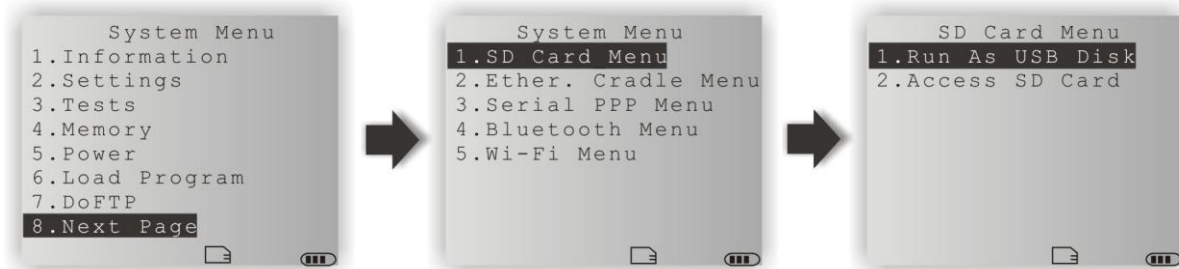 System Menu
1.Information
2.Settings
3.Tests
4.Memory
5.Power
6.Load Program
7.DoFTP
8.Next Page
System Menu
1.SD Card Menu
2.Ether. Cradle Menu
3.Serial PPP Menu
4.Bluetooth Menu
5.Wi-Fi Menu
SD Card Menu
1.Run As USB Disk
2.Access SD Card